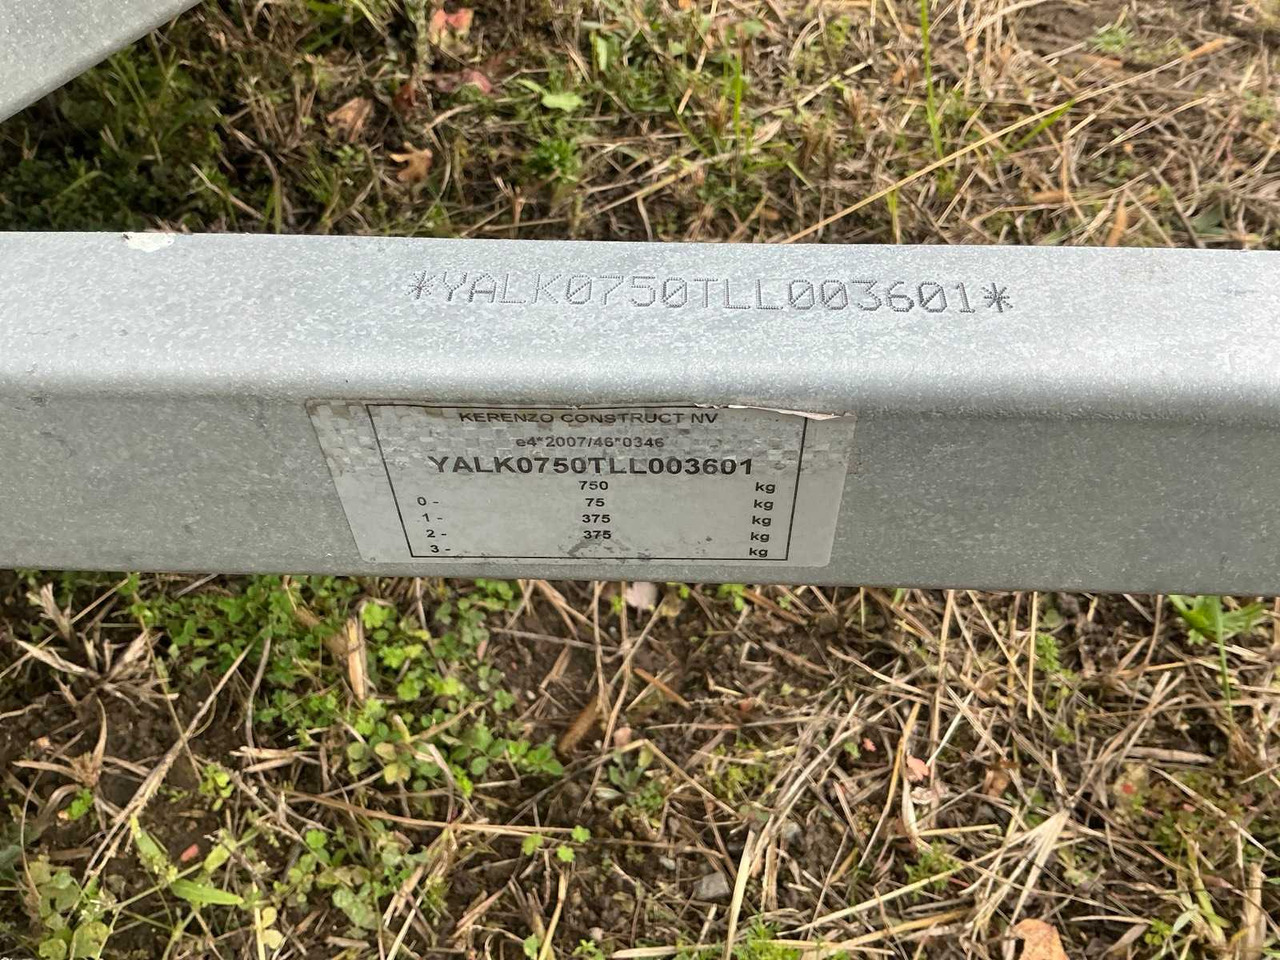 *YALK0750TLL003601*
KERENZO CONSTRUCT NV
e4*2007/46*0346
YALK0750TLL003601
750 kg
0 - 75 kg
1 - 375 kg
2 - 375 kg
3 - kg